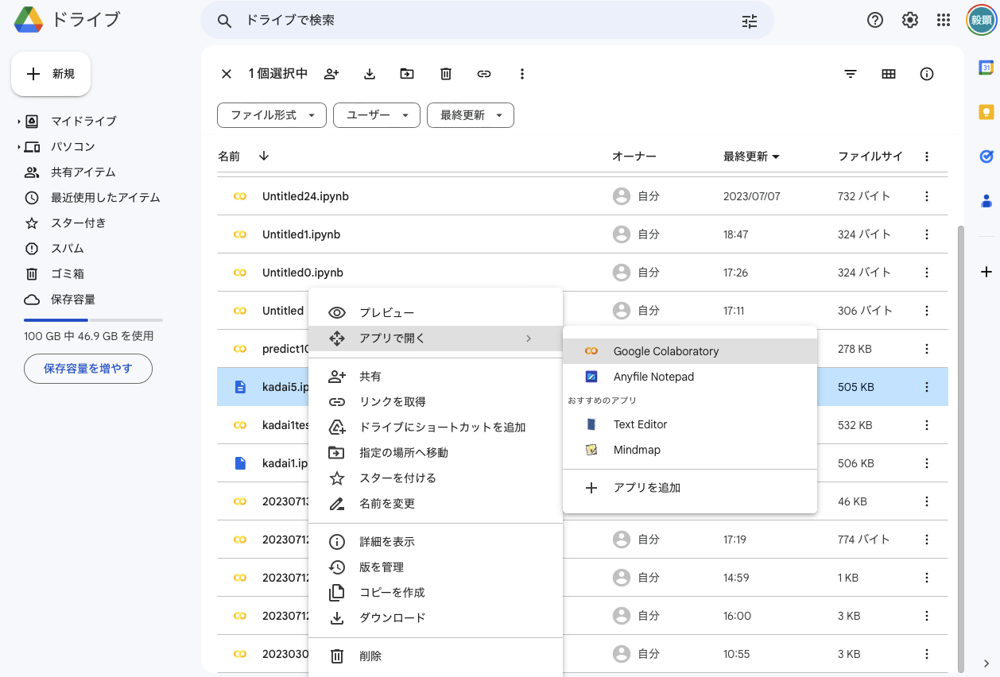 ドライブ
ドライブで検索
毅顕
新規
マイドライブ
パソコン
共有アイテム
最近使用したアイテム
スター付き
スパム
ゴミ箱
保存容量
100 GB 中 46.9 GB を使用
保存容量を増やす
1 個選択中
ファイル形式
ユーザー
最終更新
名前
オーナー
最終更新
ファイルサイ
Untitled24.ipynb
自分
2023/07/07
732 バイト
Untitled1.ipynb
自分
18:47
324 バイト
Untitled0.ipynb
自分
17:26
324 バイト
Untitled
自分
17:11
306 バイト
predict10
278 KB
kadai5.ip
505 KB
kadai1tes
532 KB
kadai1.ip
506 KB
20230713
46 KB
20230712
自分
17:19
774 バイト
20230712
自分
14:59
1 KB
20230712
自分
16:00
3 KB
2023030
自分
10:55
3 KB
プレビュー
アプリで開く
共有
リンクを取得
ドライブにショートカットを追加
指定の場所へ移動
スターを付ける
名前を変更
詳細を表示
版を管理
コピーを作成
ダウンロード
削除
Google Colaboratory
Anyfile Notepad
おすすめのアプリ
Text Editor
Mindmap
アプリを追加
31